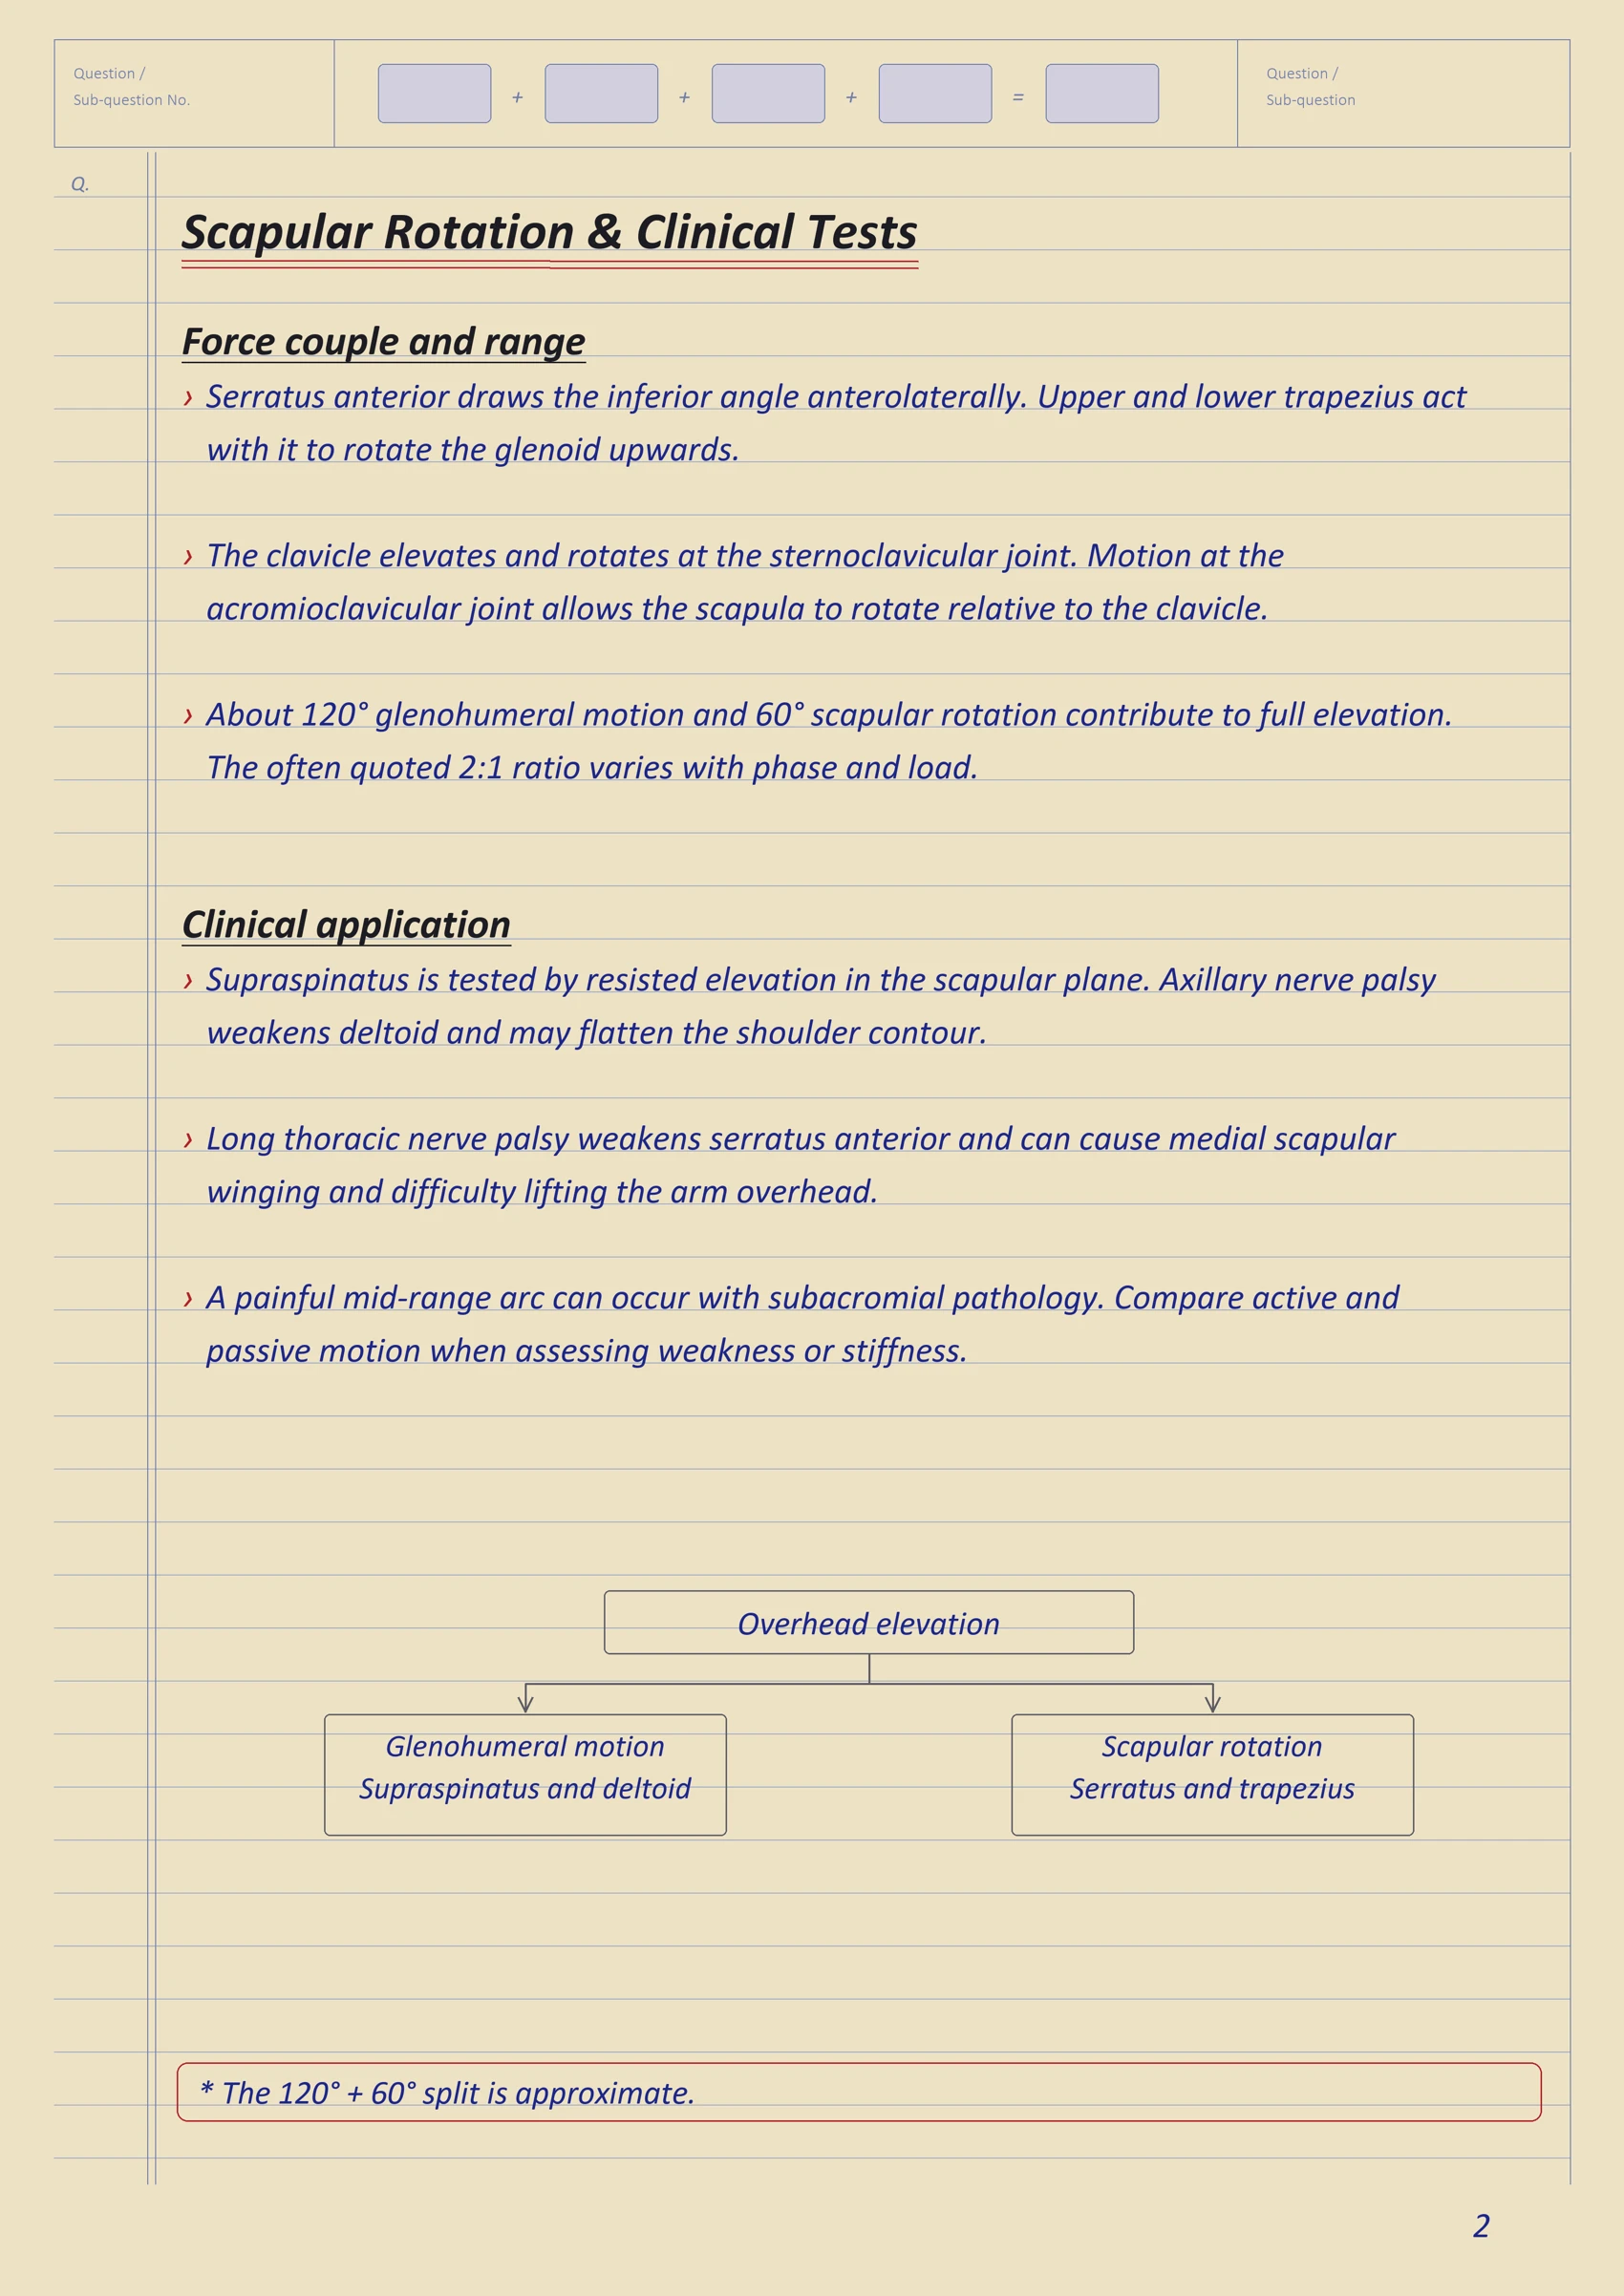 Question /
Sub-question No.
+ + + =
Question /
Sub-question
Q.
Scapular Rotation & Clinical Tests
Force couple and range
› Serratus anterior draws the inferior angle anterolaterally. Upper and lower trapezius act
with it to rotate the glenoid upwards.
› The clavicle elevates and rotates at the sternoclavicular joint. Motion at the
acromioclavicular joint allows the scapula to rotate relative to the clavicle.
› About 120° glenohumeral motion and 60° scapular rotation contribute to full elevation.
The often quoted 2:1 ratio varies with phase and load.
Clinical application
› Supraspinatus is tested by resisted elevation in the scapular plane. Axillary nerve palsy
weakens deltoid and may flatten the shoulder contour.
› Long thoracic nerve palsy weakens serratus anterior and can cause medial scapular
winging and difficulty lifting the arm overhead.
› A painful mid-range arc can occur with subacromial pathology. Compare active and
passive motion when assessing weakness or stiffness.
Overhead elevation
Glenohumeral motion
Supraspinatus and deltoid
Scapular rotation
Serratus and trapezius
* The 120° + 60° split is approximate.
2